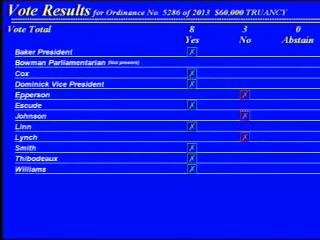 Vote Results for Ordinance No. 5286 of 2013 $60,000 TRUANCY
Vote Total 8 3 0
Yes No Abstain
Baker President
Bowman Parliamentarian (Not present)
Cox
Dominick Vice President
Epperson
Escude
Johnson
Linn
Lynch
Smith
Thibodeaux
Williams